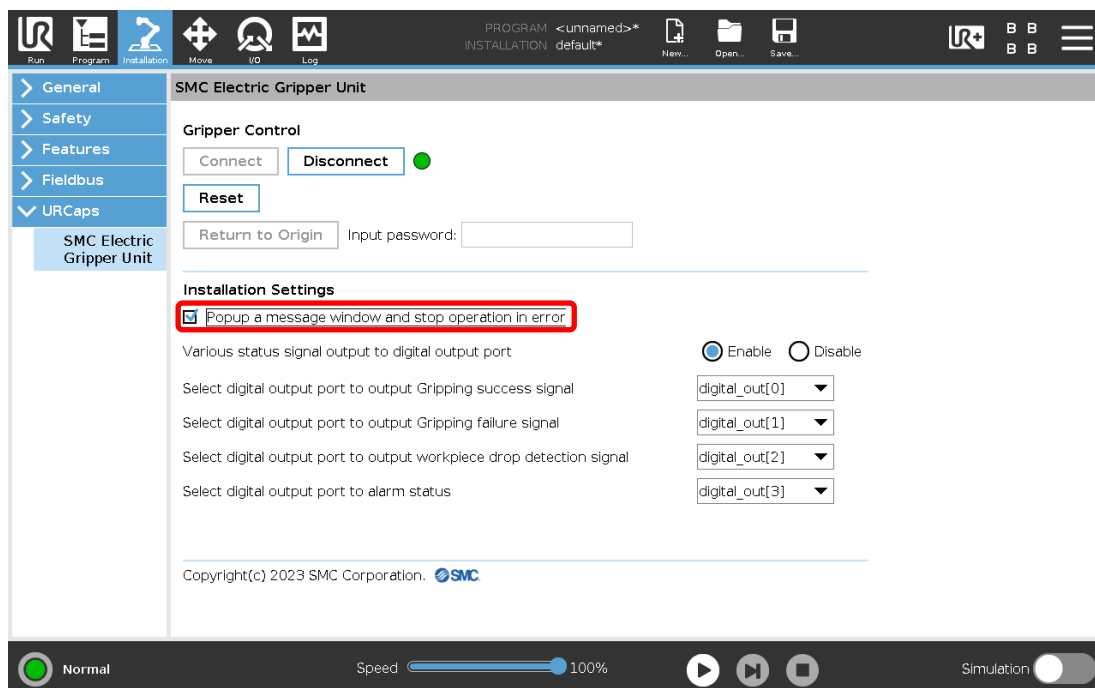 PROGRAM <unnamed>*
INSTALLATION default*
Run
Program
Installation
Move
I/O
Log
New...
Open...
Save...
UR+
B B
B B
General
Safety
Features
Fieldbus
URCaps
SMC Electric
Gripper Unit
SMC Electric Gripper Unit
Gripper Control
Connect Disconnect
Reset
Return to Origin Input password:
Installation Settings
Popup a message window and stop operation in error
Various status signal output to digital output port Enable Disable
Select digital output port to output Gripping success signal digital_out[0]
Select digital output port to output Gripping failure signal digital_out[1]
Select digital output port to output workpiece drop detection signal digital_out[2]
Select digital output port to alarm status digital_out[3]
Copyright(c) 2023 SMC Corporation. SMC
Normal
Speed 100%
Simulation